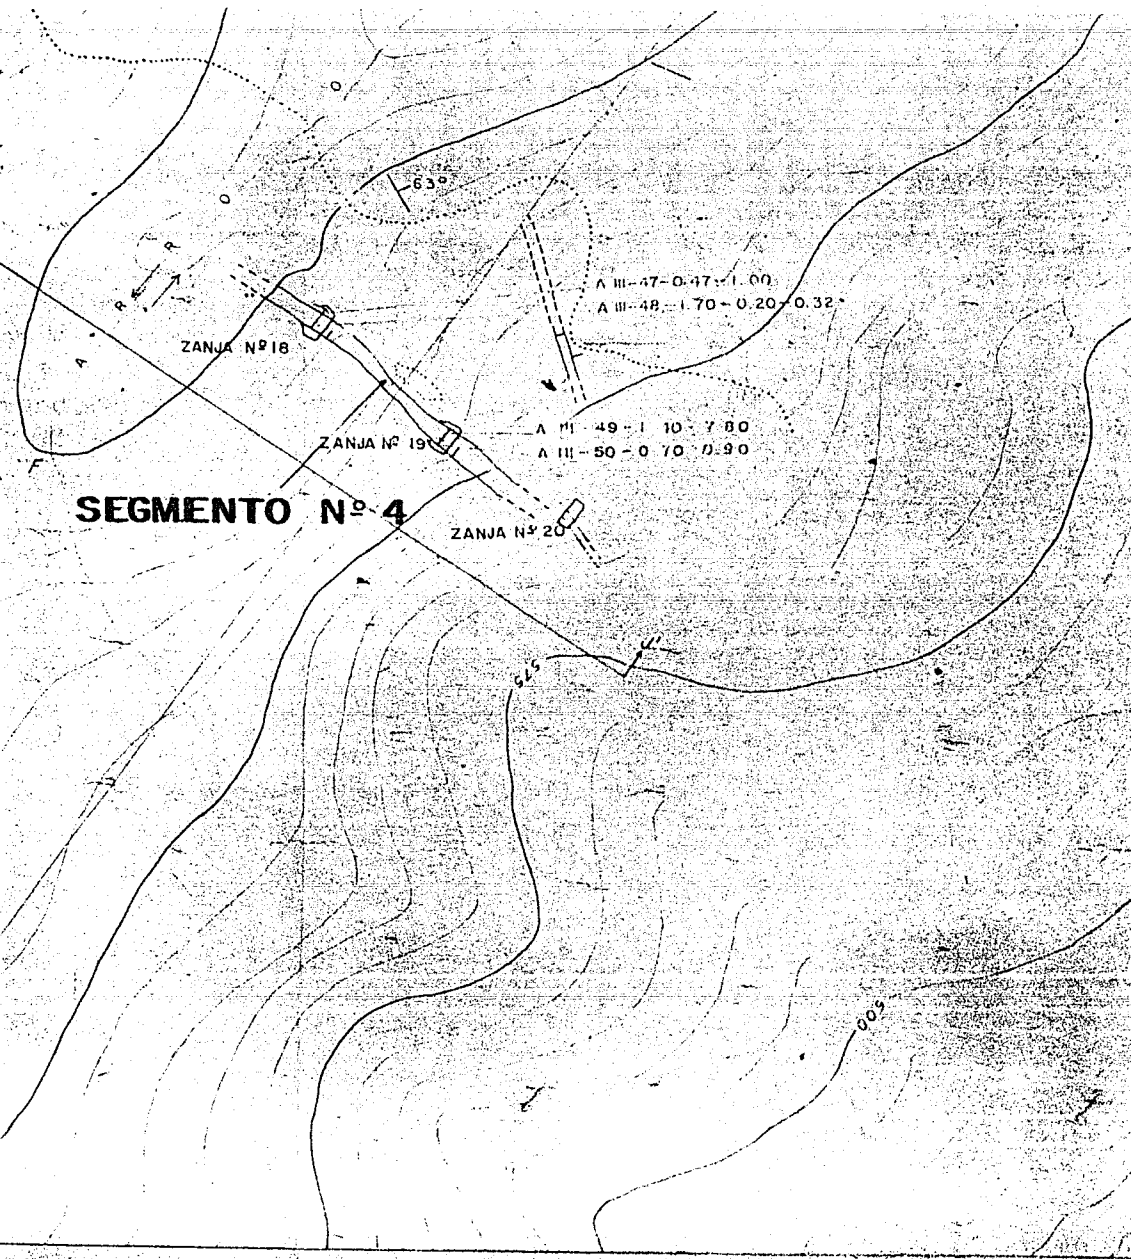 63°
R
R
A III-47-0.47-1.00
A III-48-1.70-0.20-0.32
ZANJA Nº 18
A
A III-49-1.10-7.80
ZANJA Nº 19
A III-50-0.70-0.90
F
SEGMENTO Nº 4
ZANJA Nº 20
575
500